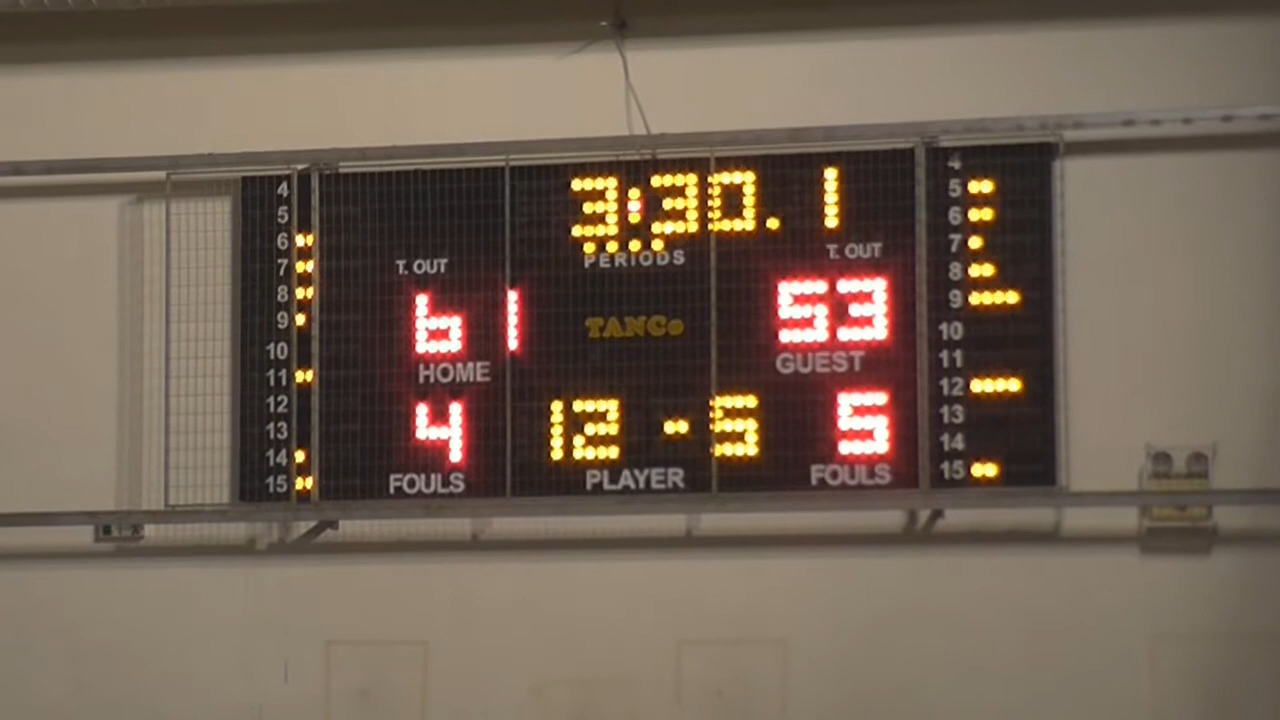 3:30.1
PERIODS
T. OUT
T. OUT
61
53
TANCo
HOME
GUEST
4
12 - 5
5
FOULS
PLAYER
FOULS
4
5
6
7
8
9
10
11
12
13
14
15
4
5
6
7
8
9
10
11
12
13
14
15